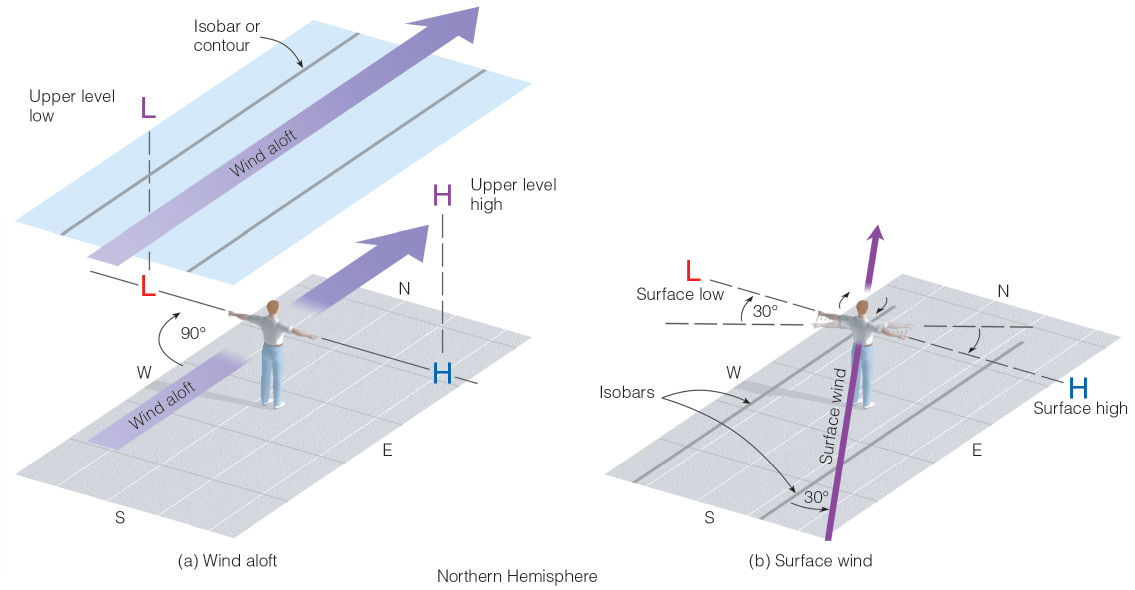 Isobar or
contour
Upper level
low
L
Wind aloft
H
Upper level
high
L
N
90°
W
H
Wind aloft
E
S
(a) Wind aloft
L
Surface low
30°
N
W
H
Surface high
Isobars
Surface wind
E
30°
S
(b) Surface wind
Northern Hemisphere